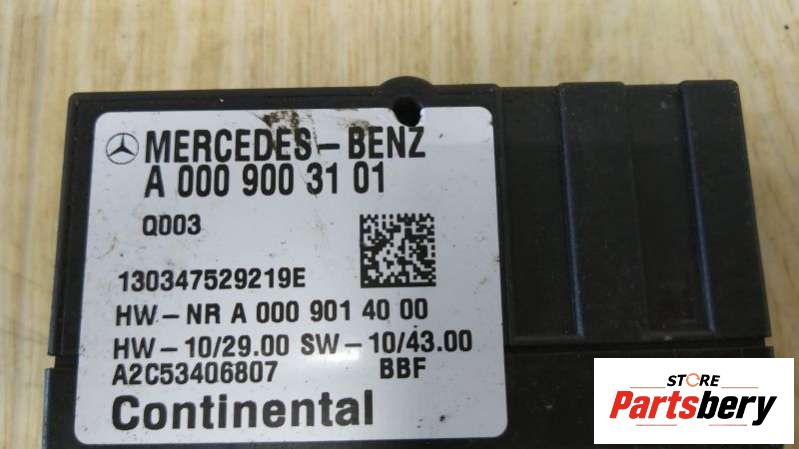 MERCEDES-BENZ
A 000 900 31 01
Q003
130347529219E
HW-NR A 000 901 40 00
HW-10/29.00 SW-10/43.00
A2C53406807 BBF
Continental
STORE
Partsbery